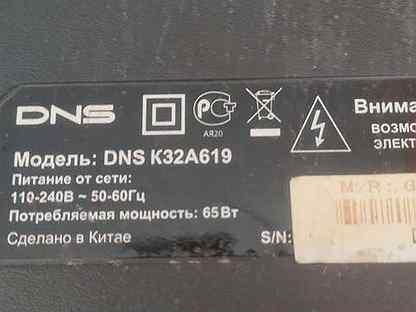 DNS
АЯ20
Внима
ВОЗМО
ЭЛЕКТ
Модель: DNS K32A619
Питание от сети:
110-240В ~ 50-60Гц
Потребляемая мощность: 65Вт
Сделано в Китае
S/N: